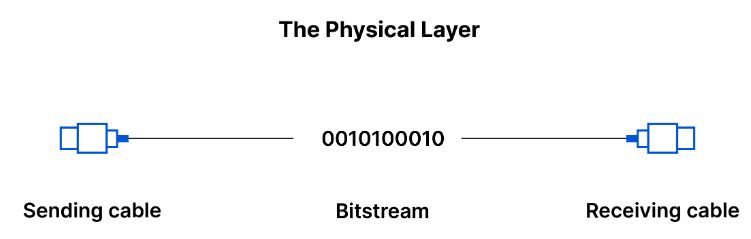 The Physical Layer
0010100010
Sending cable
Bitstream
Receiving cable